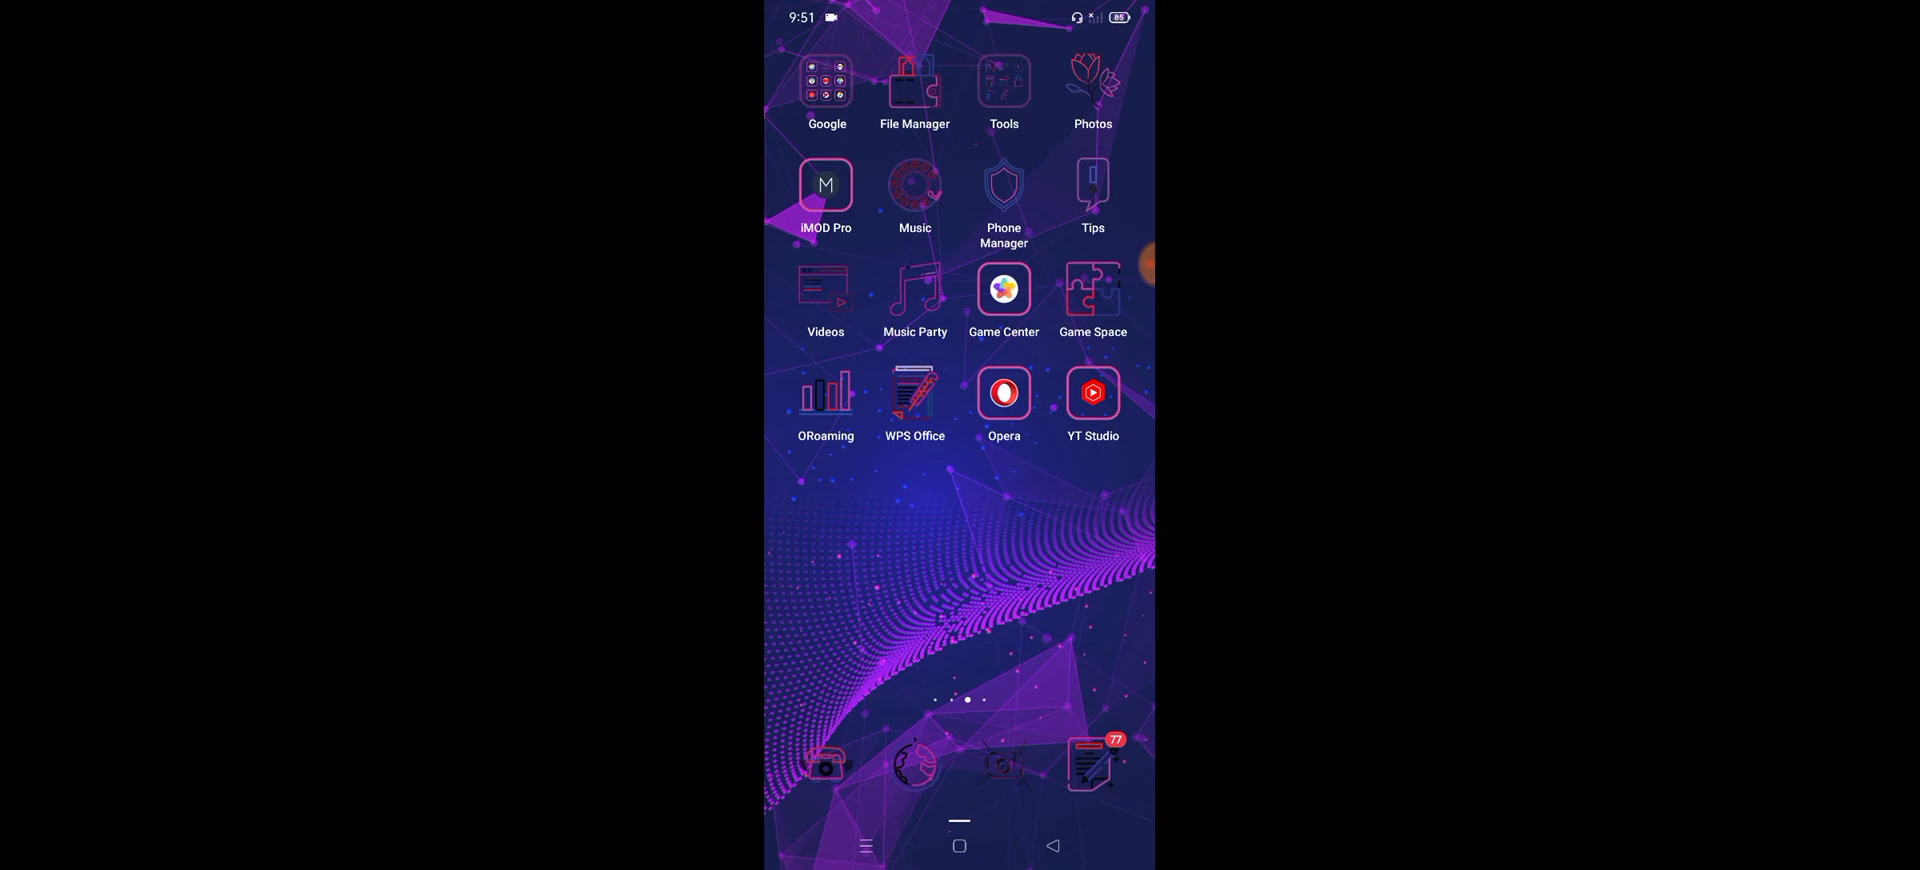 9:51 85
Google File Manager Tools Photos
M
iMOD Pro Music Phone Manager Tips
Videos Music Party Game Center Game Space
ORoaming WPS Office Opera YT Studio
77